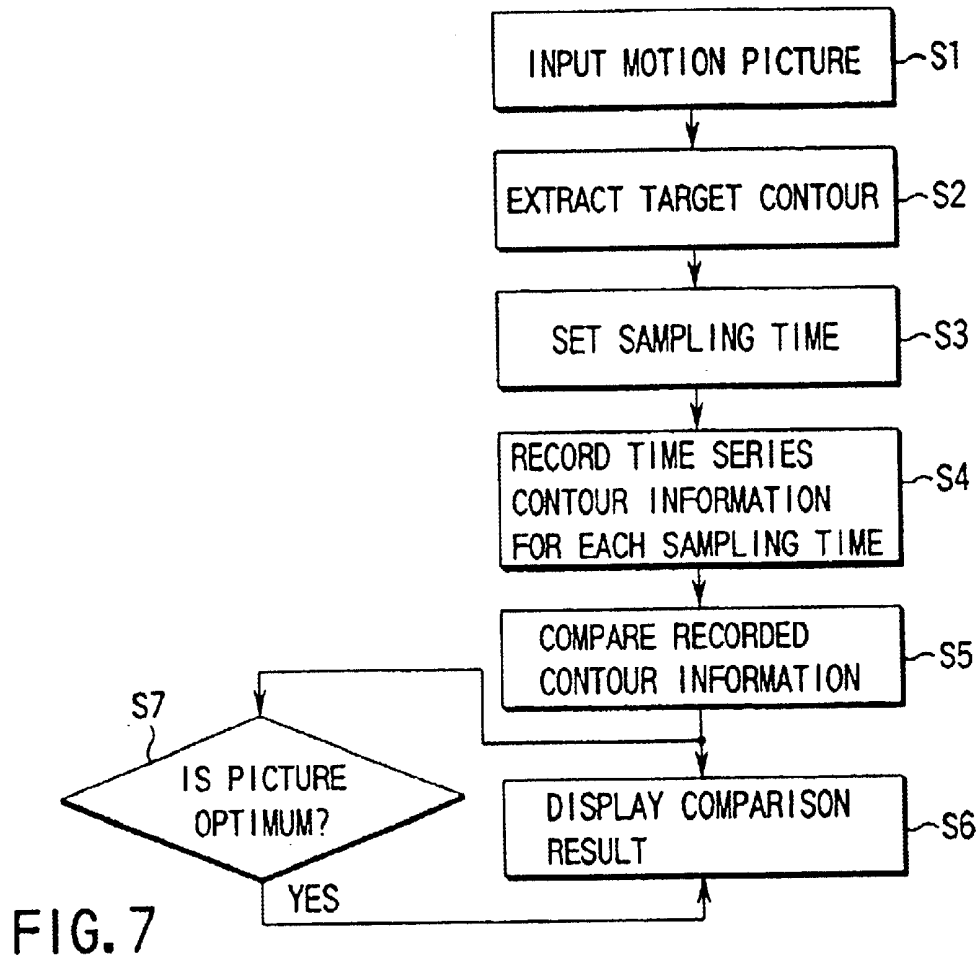 INPUT MOTION PICTURE
S1
EXTRACT TARGET CONTOUR
S2
SET SAMPLING TIME
S3
RECORD TIME SERIES
CONTOUR INFORMATION
FOR EACH SAMPLING TIME
S4
COMPARE RECORDED
CONTOUR INFORMATION
S5
S7
IS PICTURE
OPTIMUM?
YES
DISPLAY COMPARISON
RESULT
S6
FIG. 7